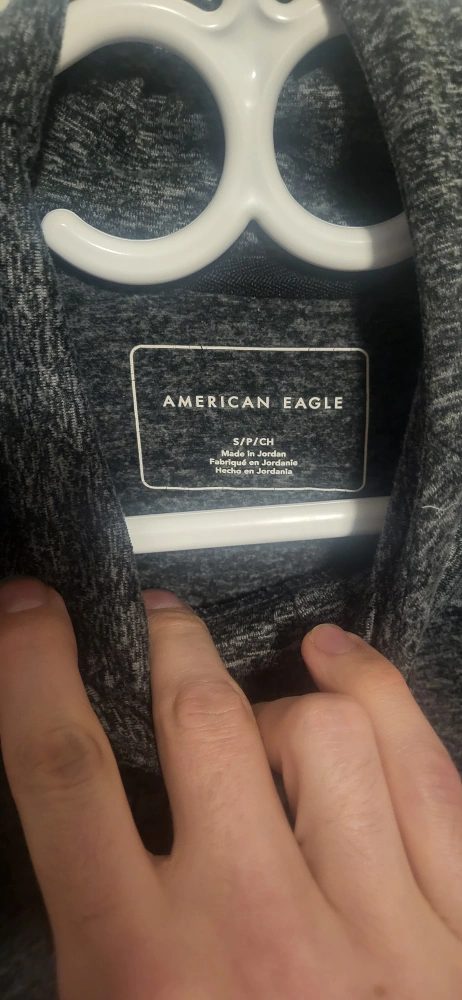 AMERICAN EAGLE
S/P/CH
Made in Jordan
Fabriqué en Jordanie
Hecho en Jordania